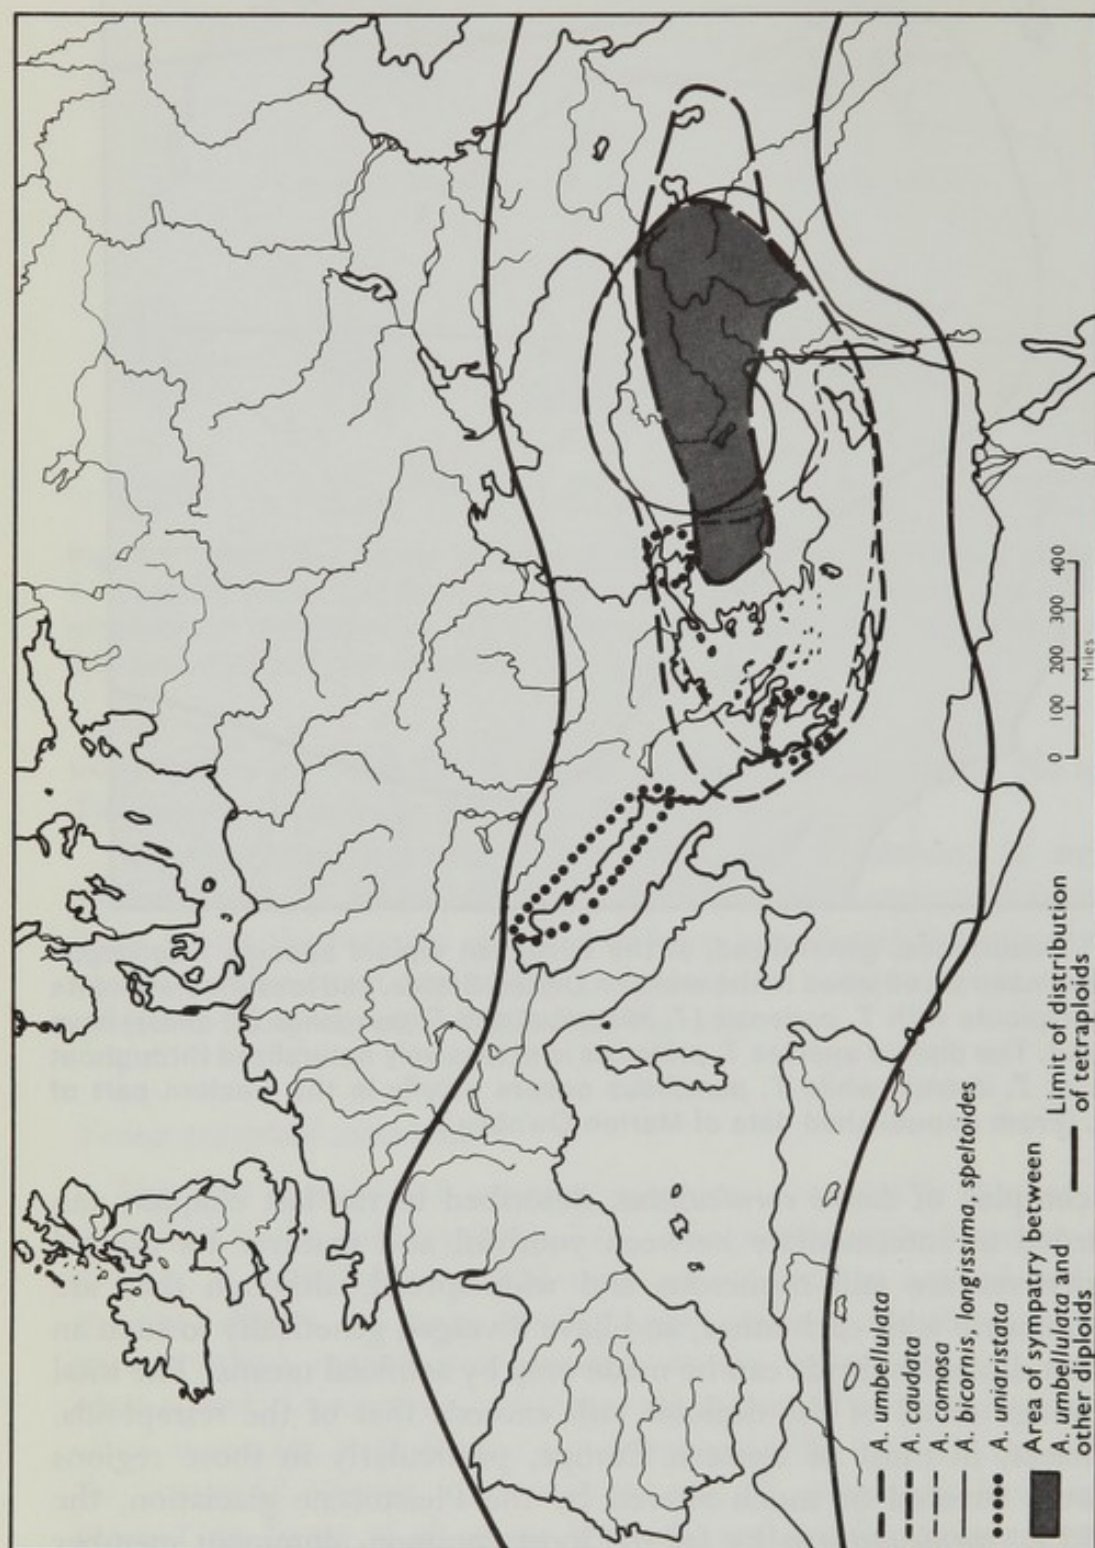 A. umbellulata
A. caudata
A. comosa
A. bicornis, longissima, speltoides
A. uniaristata
Area of sympatry between
A. umbellulata and
other diploids
Limit of distribution
of tetraploids
0 100 200 300 400
Miles